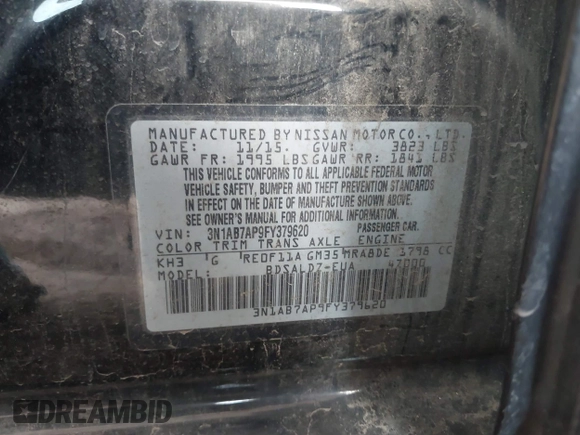 MANUFACTURED BY NISSAN MOTOR CO., LTD.
DATE: 11/15. GVWR: 3823 LBS
GAWR FR: 1995 LBS GAWR RR: 1841 LBS
THIS VEHICLE CONFORMS TO ALL APPLICABLE FEDERAL MOTOR
VEHICLE SAFETY, BUMPER AND THEFT PREVENTION STANDARDS
IN EFFECT ON THE DATE OF MANUFACTURE SHOWN ABOVE.
SEE OWNER'S MANUAL FOR ADDITIONAL INFORMATION.
VIN: 3N1AB7AP9FY379620 PASSENGER CAR.
COLOR TRIM TRANS AXLE ENGINE
KH3 G RE0F11A GM35 MRA8DE 1798 CC
MODEL: BDSALD7-EUA 47000
3N1AB7AP9FY379620
DREAMBID